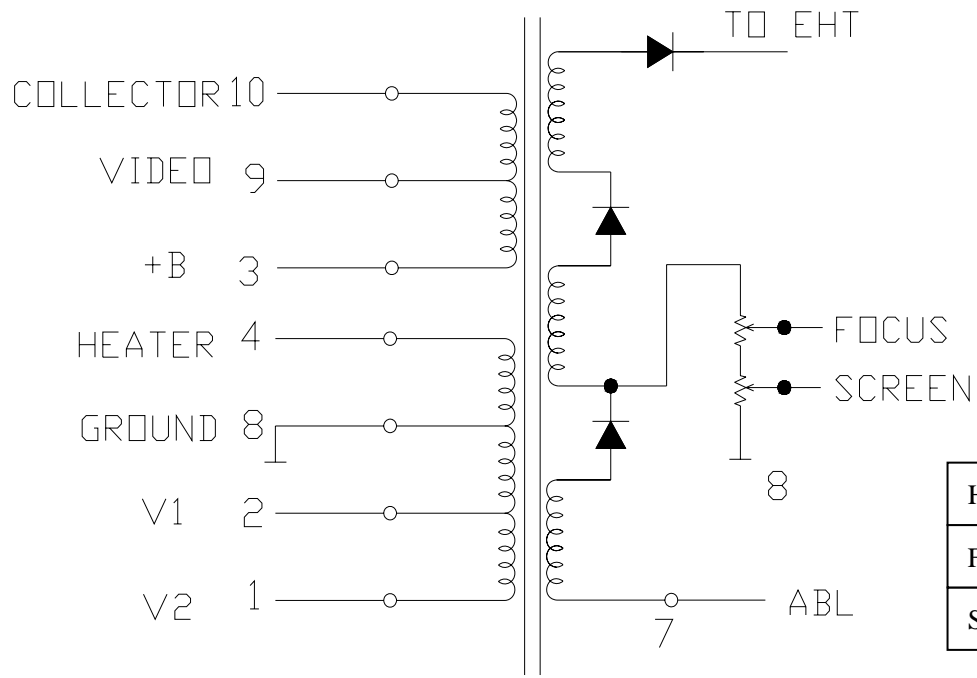 TO EHT
COLLECTOR 10
VIDEO 9
+B 3
HEATER 4
FOCUS
SCREEN
GROUND 8
8
V1 2
V2 1
ABL
7
H
F
S